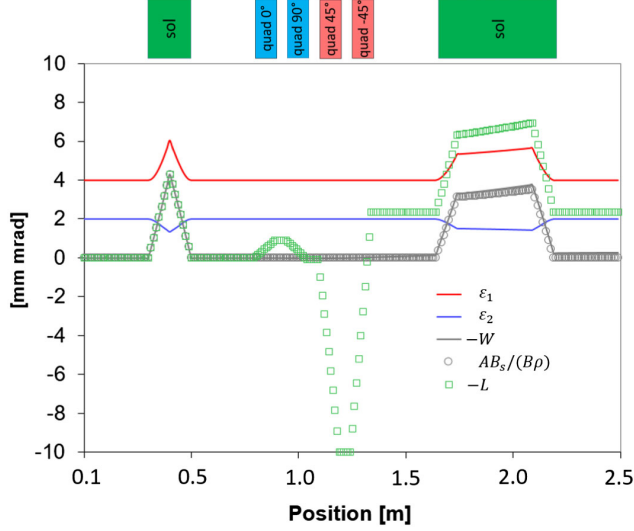 sol
quad 0°
quad 90°
quad 45°
quad -45°
sol
10
8
6
4
2
0
-2
-4
-6
-8
-10
[mm mrad]
ε₁
ε₂
−W
ABₛ/(Bρ)
−L
0.1 0.5 1.0 1.5 2.0 2.5
Position [m]